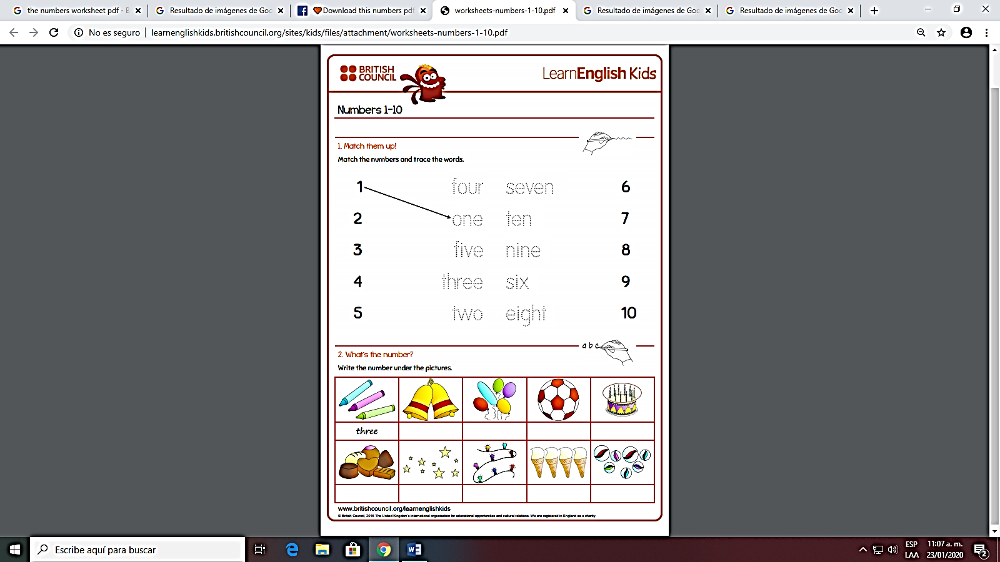 the numbers worksheet pdf - B
Resultado de imágenes de Goo
Download this numbers pdf
worksheets-numbers-1-10.pdf
Resultado de imágenes de Goo
Resultado de imágenes de Goo
No es seguro | learnenglishkids.britishcouncil.org/sites/kids/files/attachment/worksheets-numbers-1-10.pdf
BRITISH
COUNCIL
LearnEnglish Kids
Numbers 1-10
1. Match them up!
Match the numbers and trace the words.
1 four seven 6
2 one ten 7
3 five nine 8
4 three six 9
5 two eight 10
a b c
2. What's the number?
Write the number under the pictures.
three
www.britishcouncil.org/learnenglishkids
© British Council, 2016 The United Kingdom's international organisation for educational opportunities and cultural relations. We are registered in England as a charity.
Escribe aquí para buscar
ESP
LAA
11:07 a. m.
23/01/2020
2